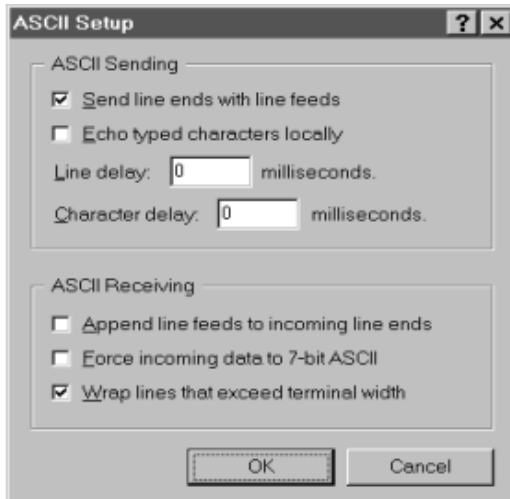 ASCII Setup
ASCII Sending
Send line ends with line feeds
Echo typed characters locally
Line delay: 0 milliseconds.
Character delay: 0 milliseconds.
ASCII Receiving
Append line feeds to incoming line ends
Force incoming data to 7-bit ASCII
Wrap lines that exceed terminal width
OK Cancel